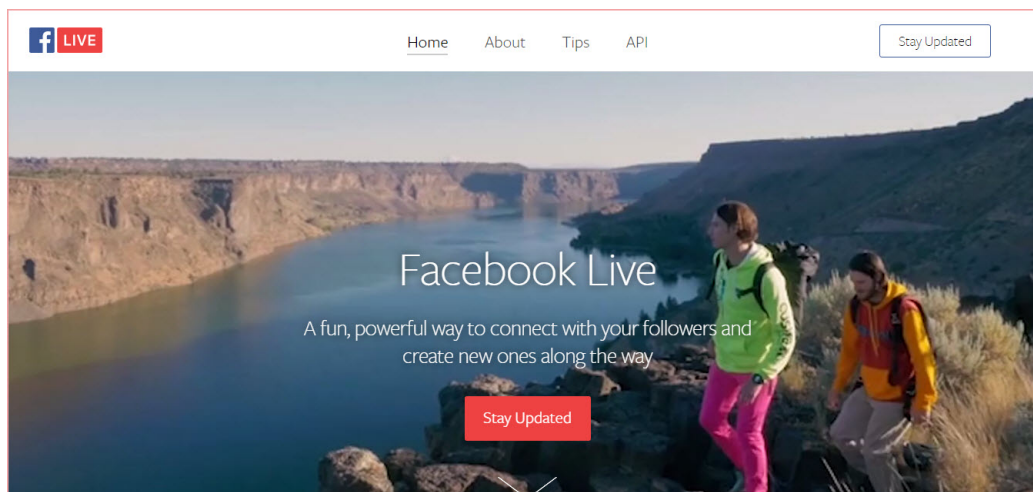 f LIVE
Home About Tips API
Stay Updated
Facebook Live
A fun, powerful way to connect with your followers and
create new ones along the way
Stay Updated